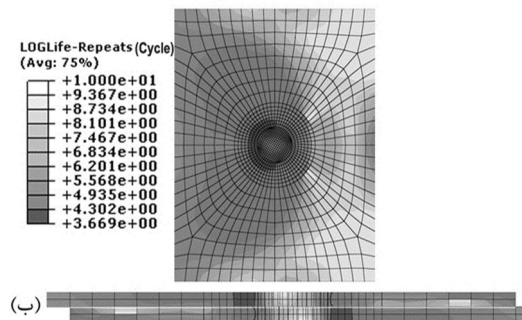 LOGLife-Repeats(Cycle)
(Avg: 75%)
+1.000e+01
+9.367e+00
+8.734e+00
+8.101e+00
+7.467e+00
+6.834e+00
+6.201e+00
+5.568e+00
+4.935e+00
+4.302e+00
+3.669e+00
(ب)